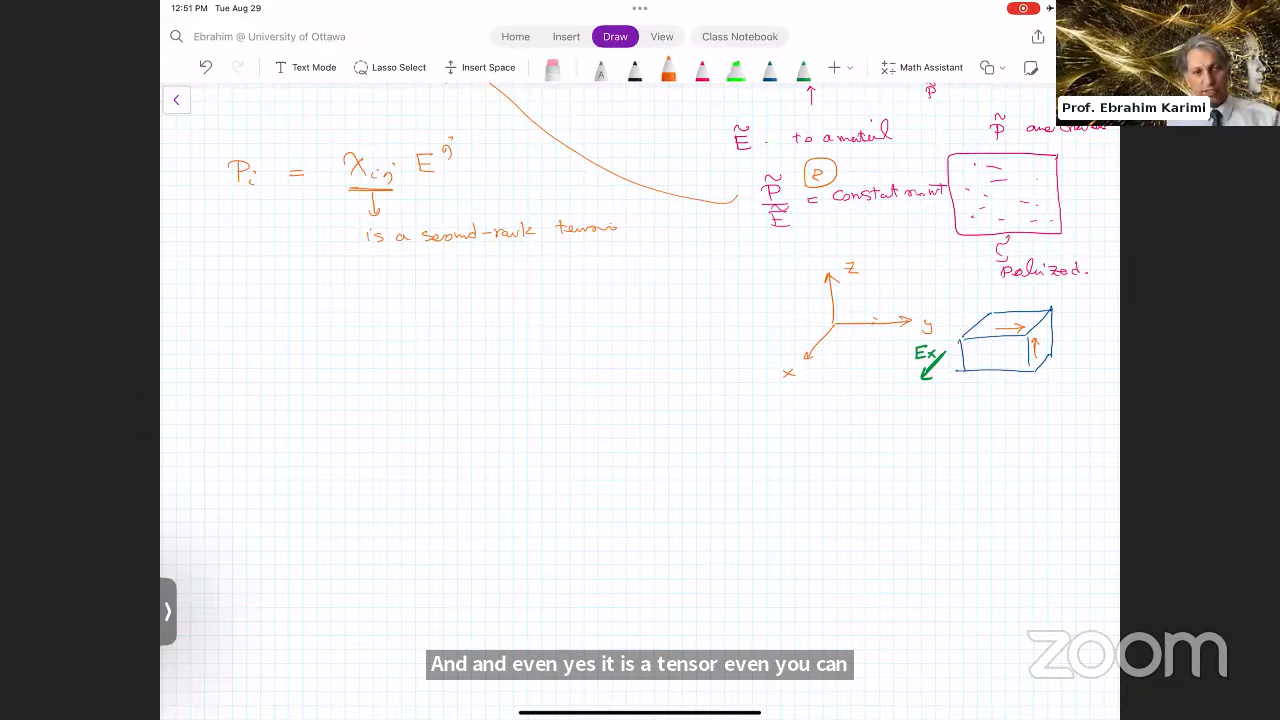 12:51 PM Tue Aug 29
Ebrahim @ University of Ottawa
Home Insert Draw View Class Notebook
Text Mode Lasso Select Insert Space Math Assistant
Prof. Ebrahim Karimi
P̃
Ẽ to a material
P̃
Pᵢ = χᵢⱼ Eʲ
P̃ / Ẽ =
is a second-rank tensor
polarized.
z
y
x
Ex
And and even yes it is a tensor even you can
zoom